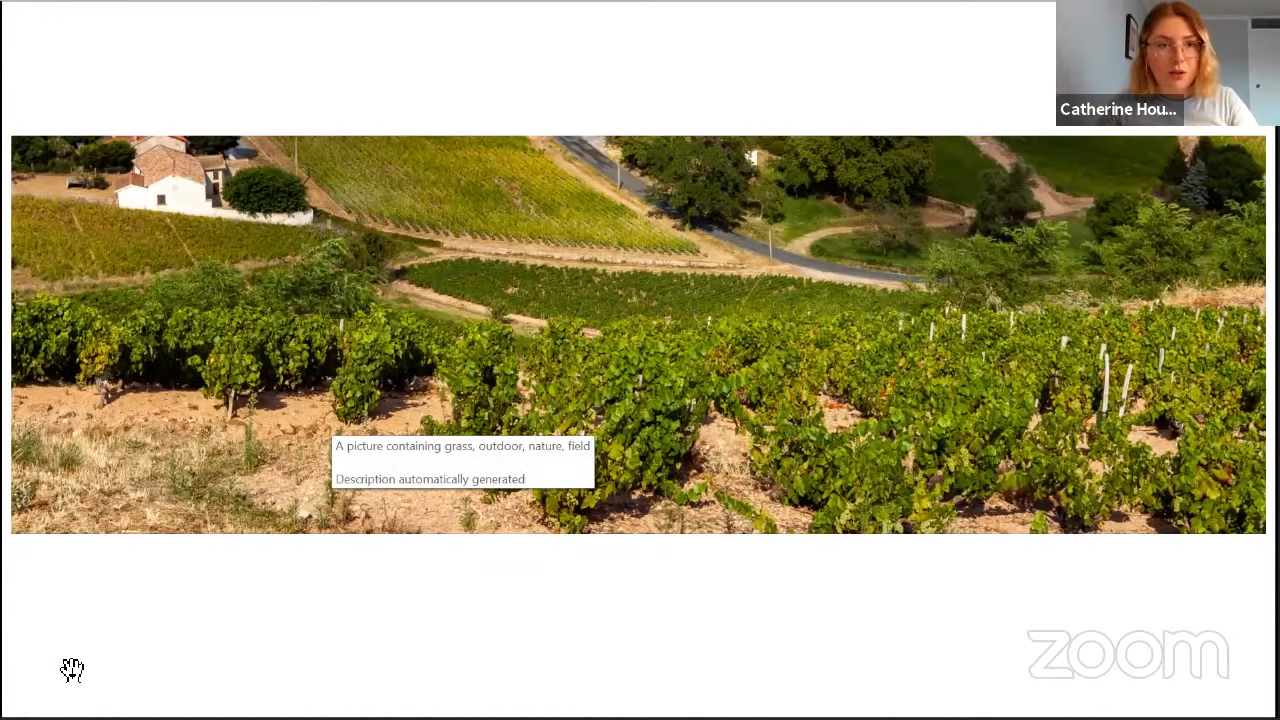 Catherine Hou...
A picture containing grass, outdoor, nature, field
Description automatically generated
zoom